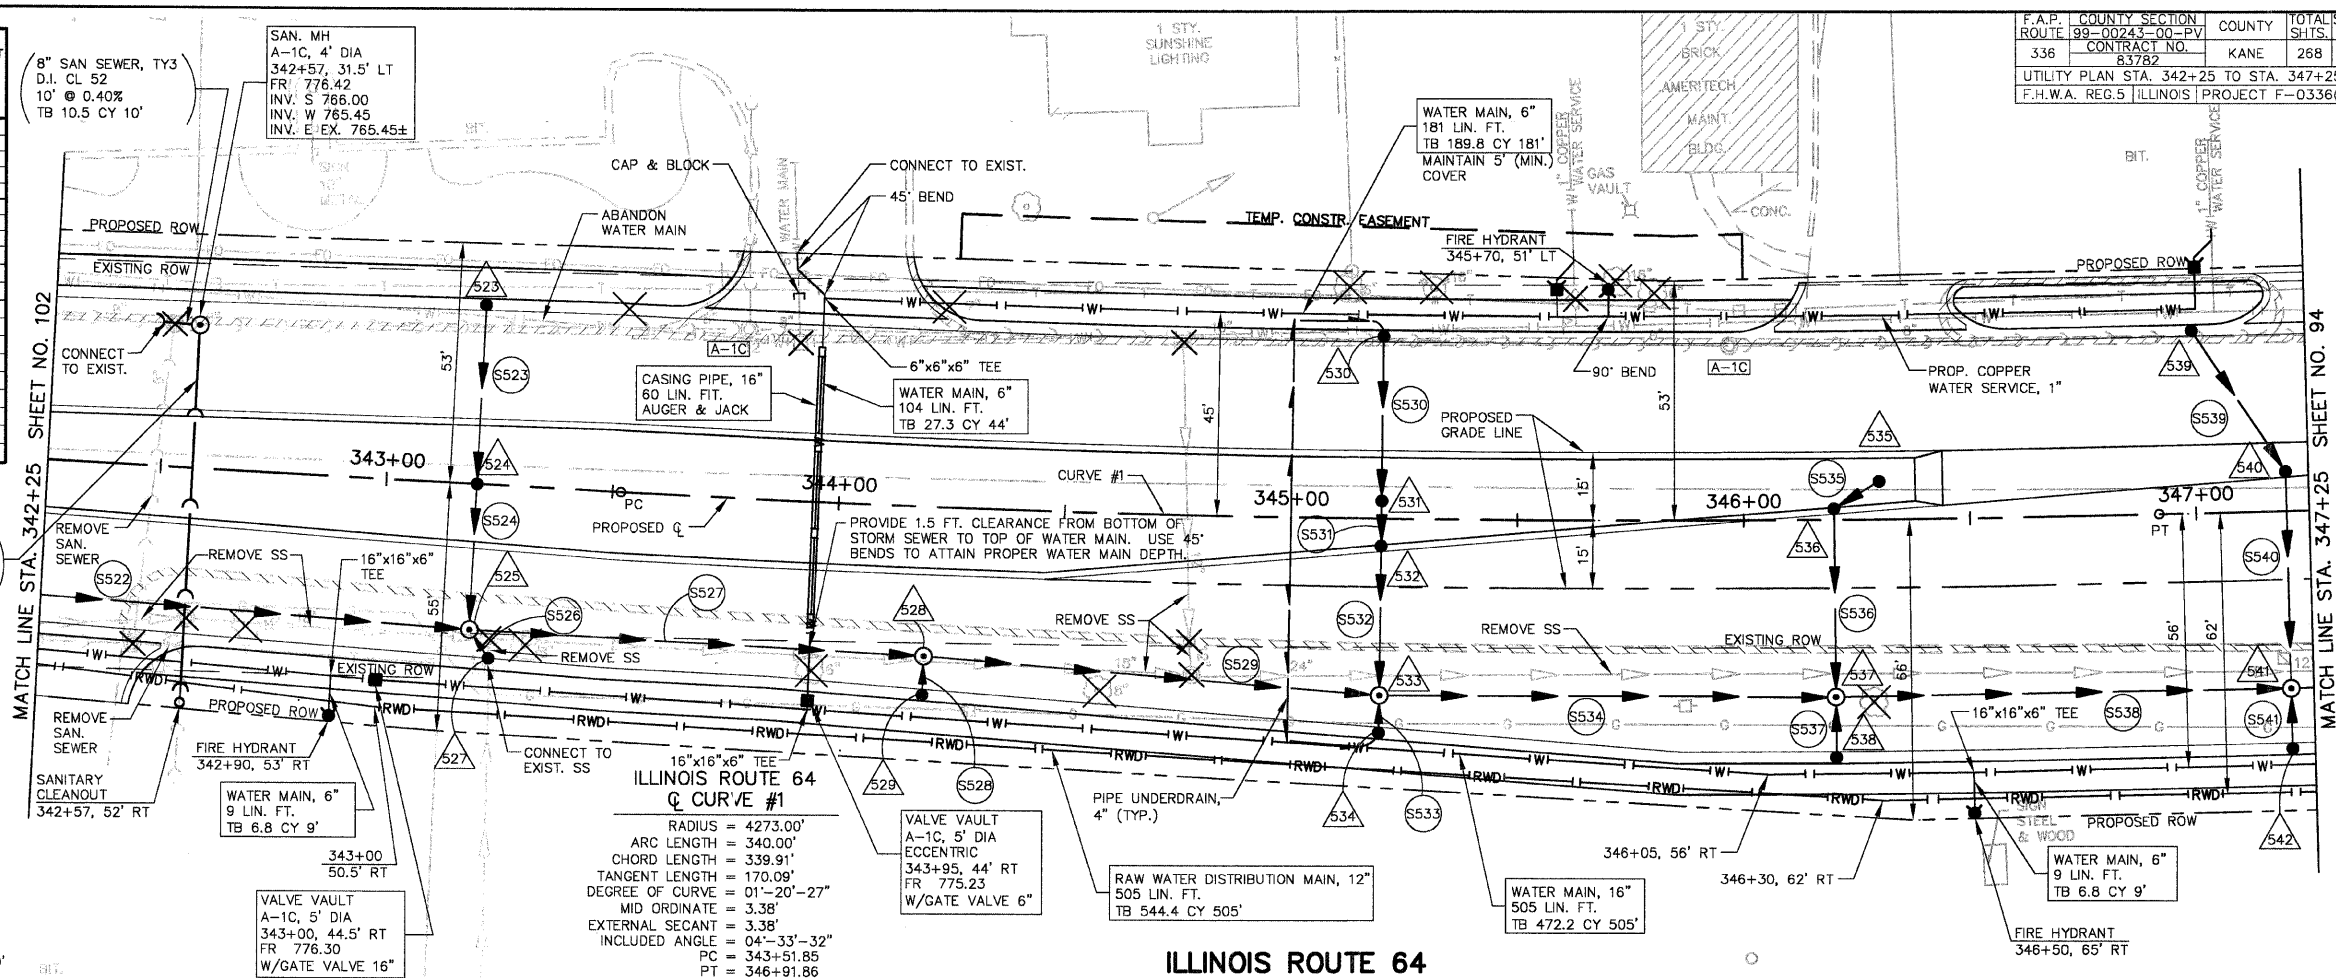 F.A.P. ROUTE
COUNTY SECTION
99-00243-00-PV
COUNTY
TOTAL SHTS.
336
CONTRACT NO.
83782
KANE
268
UTILITY PLAN STA. 342+25 TO STA. 347+25
F.H.W.A. REG.5 ILLINOIS PROJECT F-0336
8" SAN SEWER, TY3
D.I. CL 52
10' @ 0.40%
TB 10.5 CY 10'
SAN. MH
A-1C, 4' DIA
342+57, 31.5' LT
FR 776.42
INV. S 766.00
INV. W 765.45
INV. E EX. 765.45±
1 STY.
SUNSHINE
LIGHTING
1 STY.
BRICK
AMERITECH
MAINT.
BLDG.
WATER MAIN, 6"
181 LIN. FT.
TB 189.8 CY 181'
MAINTAIN 5' (MIN.)
COVER
1" COPPER
WATER SERVICE
GAS
VAULT
CONC.
BIT.
1" COPPER
WATER SERVICE
BIT.
CAP & BLOCK
WATER MAIN
CONNECT TO EXIST.
45° BEND
ABANDON
WATER MAIN
PROPOSED ROW
EXISTING ROW
TEMP. CONSTR. EASEMENT
FIRE HYDRANT
345+70, 51' LT
PROPOSED ROW
523
53'
CONNECT
TO EXIST.
S523
A-1C
CASING PIPE, 16"
60 LIN. FIT.
AUGER & JACK
6"x6"x6" TEE
WATER MAIN, 6"
104 LIN. FT.
TB 27.3 CY 44'
530
S530
45'
90° BEND
53'
A-1C
PROP. COPPER
WATER SERVICE, 1"
539
S539
MATCH LINE STA. 342+25 SHEET NO. 102
MATCH LINE STA. 347+25 SHEET NO. 94
343+00
524
PC
PROPOSED ℄
344+00
CURVE #1
345+00
531
PROPOSED
GRADE LINE
15'
15'
346+00
535
S535
536
540
347+00
PT
REMOVE
SAN.
SEWER
REMOVE SS
S524
PROVIDE 1.5 FT. CLEARANCE FROM BOTTOM OF
STORM SEWER TO TOP OF WATER MAIN. USE 45°
BENDS TO ATTAIN PROPER WATER MAIN DEPTH.
S531
532
S540
S522
16"x16"x6"
TEE
525
55'
S526
S527
528
REMOVE SS
S532
REMOVE SS
EXISTING ROW
S536
66'
56'
62'
REMOVE SS
EXISTING ROW
S529
533
537
541
REMOVE
SAN.
SEWER
PROPOSED ROW
FIRE HYDRANT
342+90, 53' RT
527
CONNECT TO
EXIST. SS
16"x16"x6" TEE
529
S528
S534
S537
538
16"x16"x6" TEE
S538
S541
SANITARY
CLEANOUT
342+57, 52' RT
WATER MAIN, 6"
9 LIN. FT.
TB 6.8 CY 9'
343+00
50.5' RT
VALVE VAULT
A-1C, 5' DIA
343+00, 44.5' RT
FR 776.30
W/GATE VALVE 16"
ILLINOIS ROUTE 64
℄ CURVE #1
RADIUS = 4273.00'
ARC LENGTH = 340.00'
CHORD LENGTH = 339.91'
TANGENT LENGTH = 170.09'
DEGREE OF CURVE = 01°-20'-27"
MID ORDINATE = 3.38'
EXTERNAL SECANT = 3.38'
INCLUDED ANGLE = 04°-33'-32"
PC = 343+51.85
PT = 346+91.86
VALVE VAULT
A-1C, 5' DIA
ECCENTRIC
343+95, 44' RT
FR 775.23
W/GATE VALVE 6"
PIPE UNDERDRAIN,
4" (TYP.)
534
S533
RAW WATER DISTRIBUTION MAIN, 12"
505 LIN. FT.
TB 544.4 CY 505'
WATER MAIN, 16"
505 LIN. FT.
TB 472.2 CY 505'
346+05, 56' RT
346+30, 62' RT
SIGN
STEEL
& WOOD
PROPOSED ROW
542
WATER MAIN, 6"
9 LIN. FT.
TB 6.8 CY 9'
FIRE HYDRANT
346+50, 65' RT
BIT.
ILLINOIS ROUTE 64